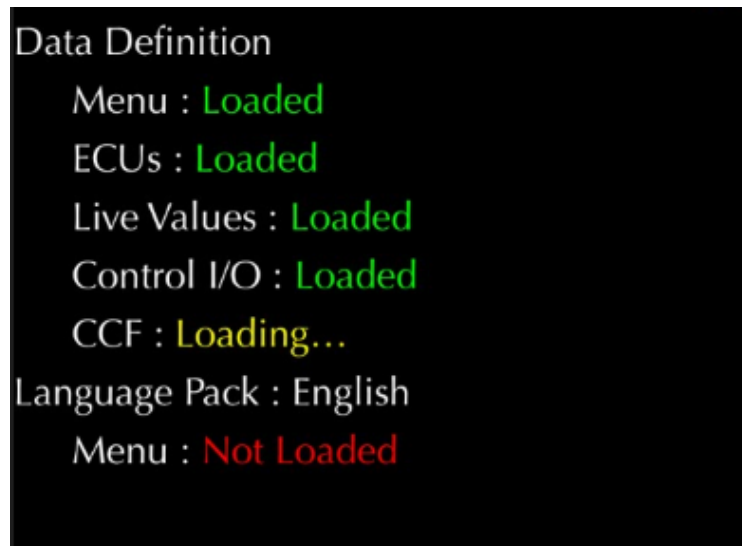 Data Definition
Menu : Loaded
ECUs : Loaded
Live Values : Loaded
Control I/O : Loaded
CCF : Loading...
Language Pack : English
Menu : Not Loaded